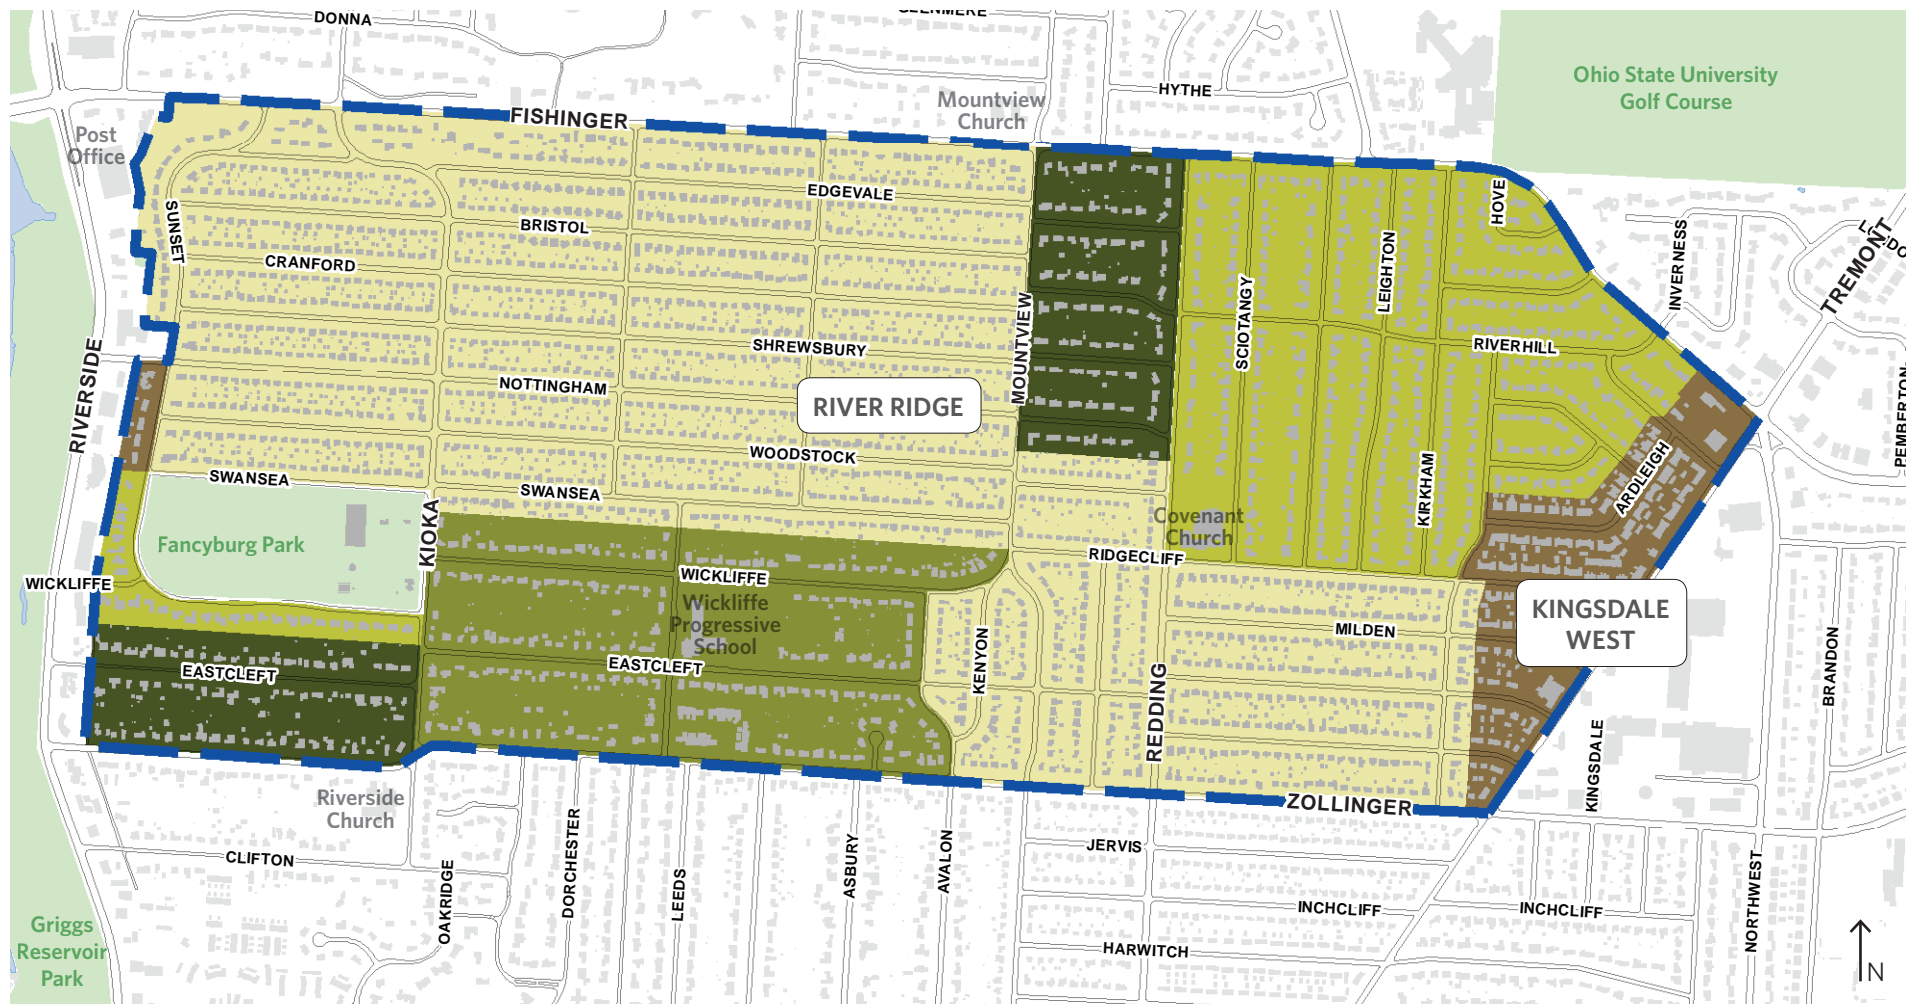 DONNA
GLENMERE
Ohio State University
Golf Course
HYTHE
Mountview
Church
FISHINGER
Post
Office
EDGEVALE
HOVE
SUNSET
BRISTOL
INVERNESS
TREMONT
CRANFORD
LEIGHTON
SCIOTANGY
MOUNTVIEW
SHREWSBURY
RIVERHILL
RIVERSIDE
NOTTINGHAM
RIVER RIDGE
PEMBERTON
WOODSTOCK
SWANSEA
SWANSEA
KIRKHAM
ARDLEIGH
Covenant
Church
KIOKA
Fancyburg Park
RIDGECLIFF
WICKLIFFE
WICKLIFFE
Wickliffe
Progressive
School
KINGSDALE
WEST
MILDEN
KENYON
EASTCLEFT
EASTCLEFT
BRANDON
REDDING
KINGSDALE
Riverside
Church
ZOLLINGER
CLIFTON
OAKRIDGE
DORCHESTER
LEEDS
ASBURY
AVALON
JERVIS
INCHCLIFF
INCHCLIFF
NORTHWEST
HARWITCH
Griggs
Reservoir
Park
N